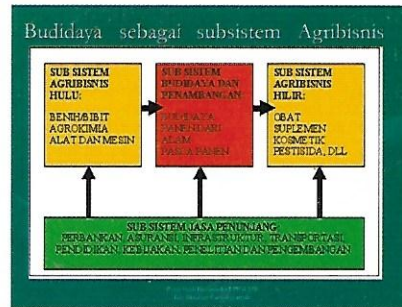 Budidaya sebagai subsistem Agribisnis
SUB SISTEM
AGRIBISNIS
HULU:
BENIH/BIBIT
AGROKIMIA
ALAT DAN MESIN
SUB SISTEM
BUDIDAYA DAN
PENAMBANGAN
BUDIDAYA
PANEN DARI
ALAM
PASCA PANEN
SUB SISTEM
AGRIBISNIS
HILIR:
OBAT
SUPLEMEN
KOSMETIK
PESTISIDA, DLL
SUB SISTEM JASA PENUNJANG
PERBANKAN, ASURANSI, INFRASTRUKTUR, TRANSPORTASI,
PENDIDIKAN, KEBIJAKAN, PENELITIAN DAN PENGEMBANGAN